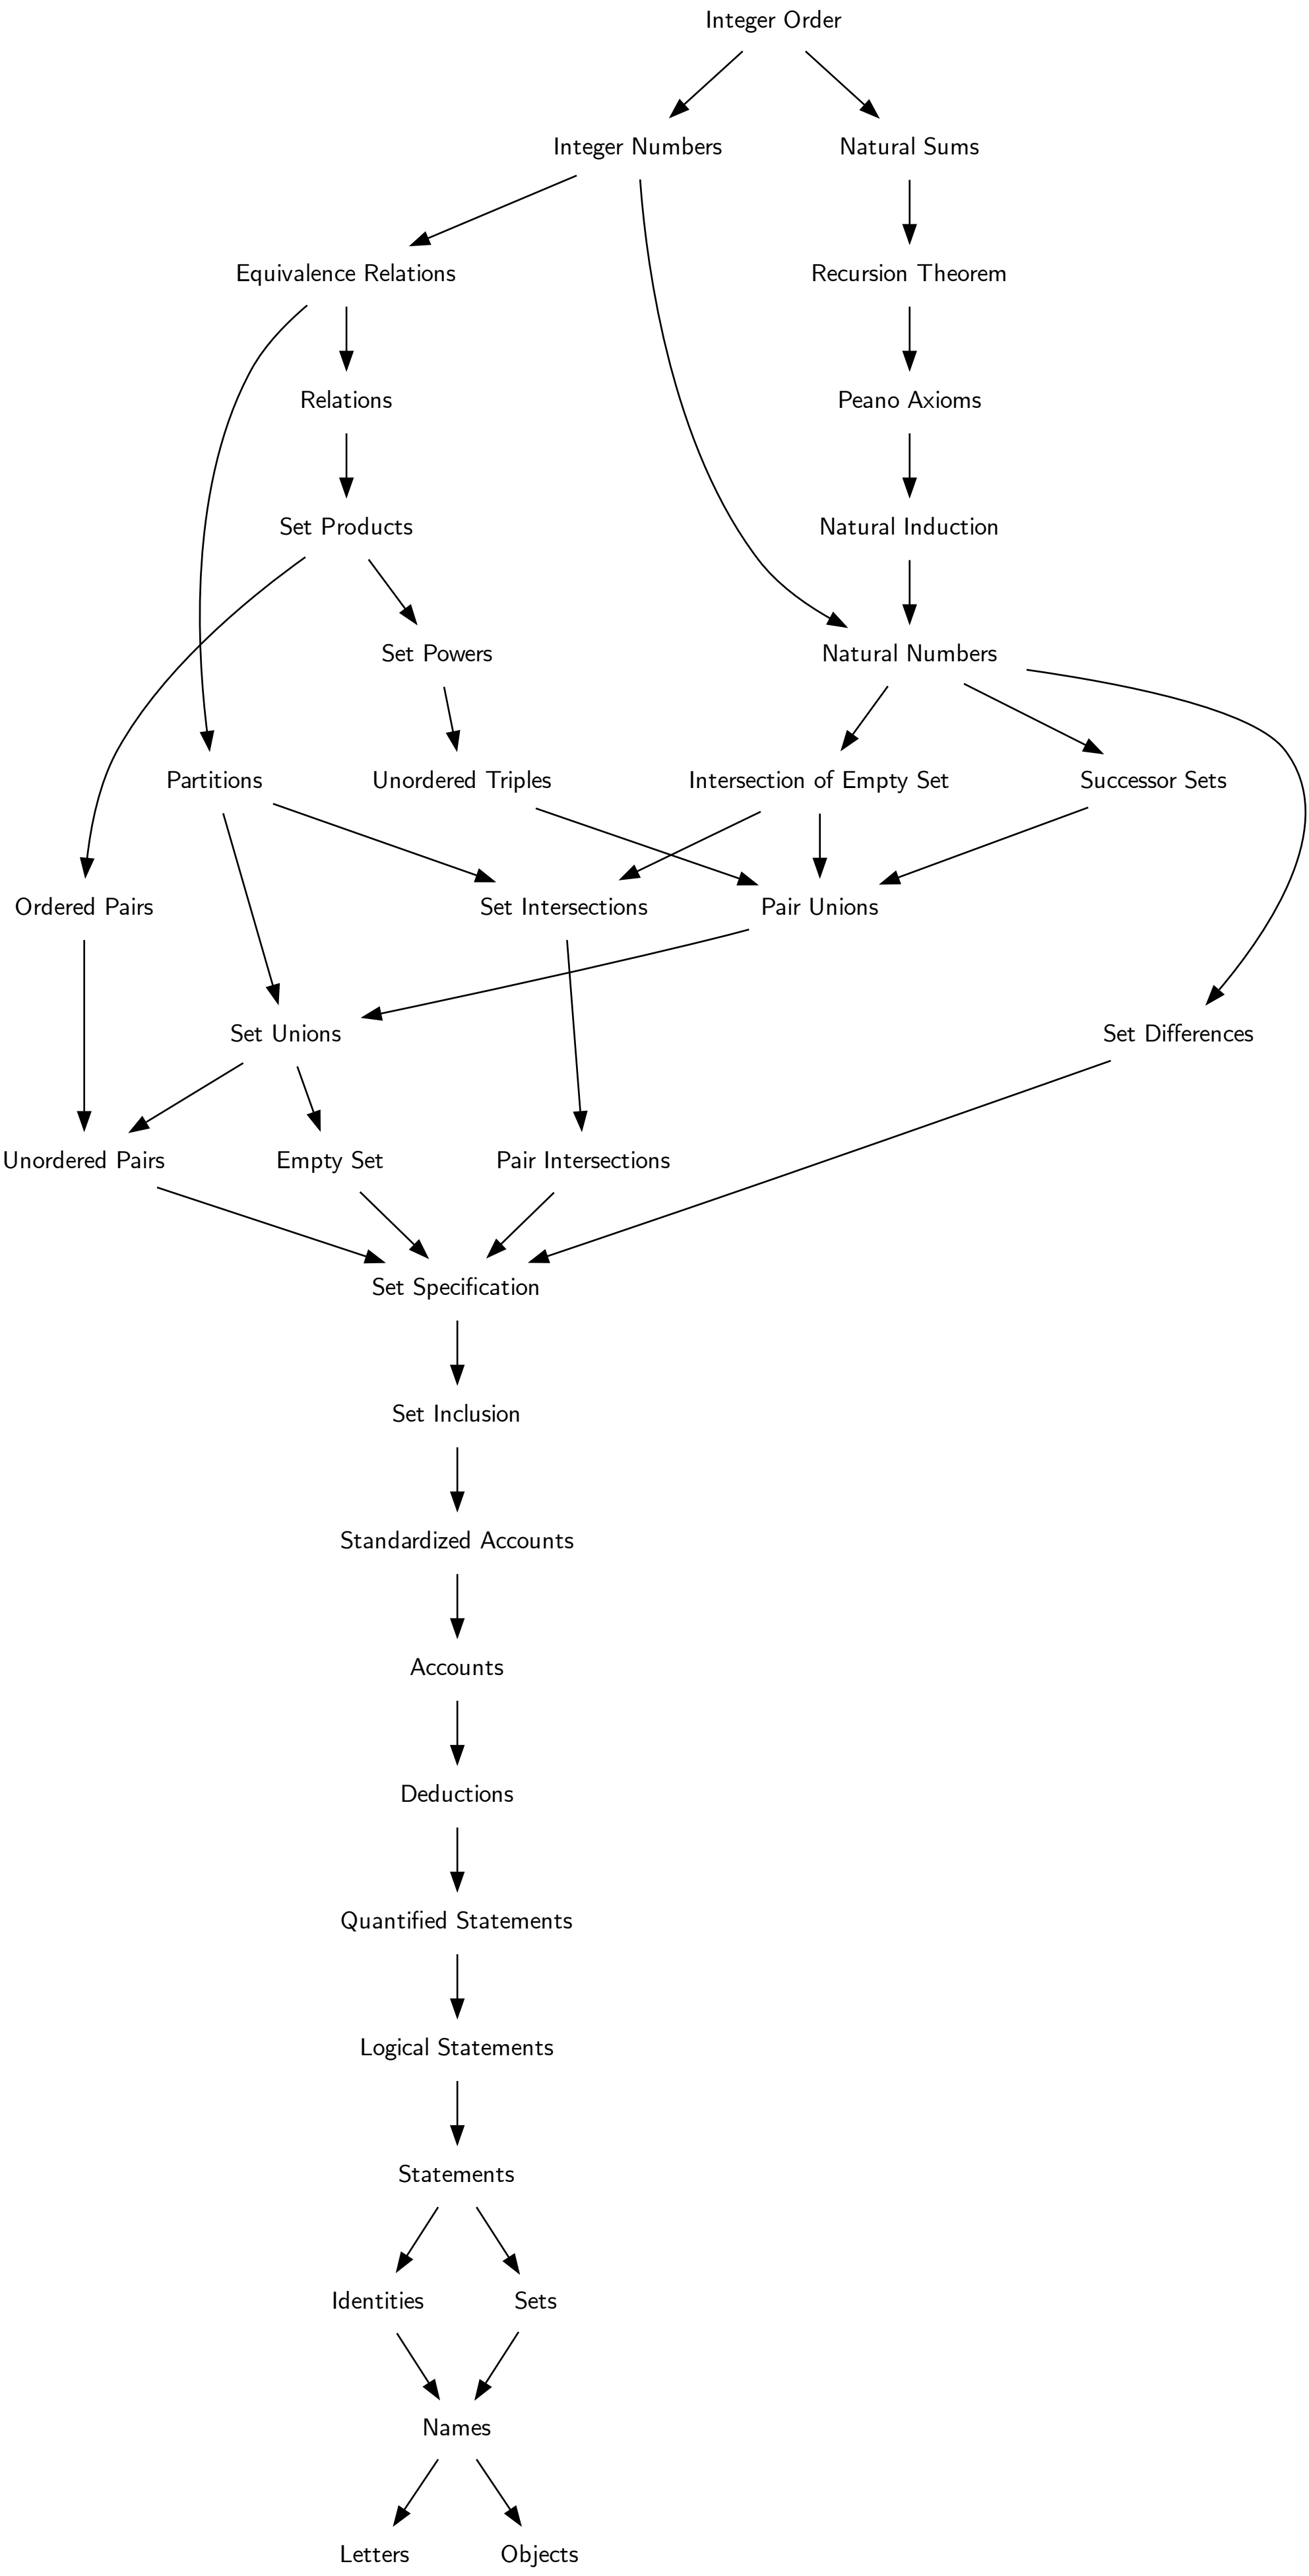 Integer Order
Integer Numbers
Natural Sums
Equivalence Relations
Recursion Theorem
Relations
Peano Axioms
Set Products
Natural Induction
Set Powers
Natural Numbers
Partitions
Unordered Triples
Intersection of Empty Set
Successor Sets
Ordered Pairs
Set Intersections
Pair Unions
Set Unions
Set Differences
Unordered Pairs
Empty Set
Pair Intersections
Set Specification
Set Inclusion
Standardized Accounts
Accounts
Deductions
Quantified Statements
Logical Statements
Statements
Identities
Sets
Names
Letters
Objects